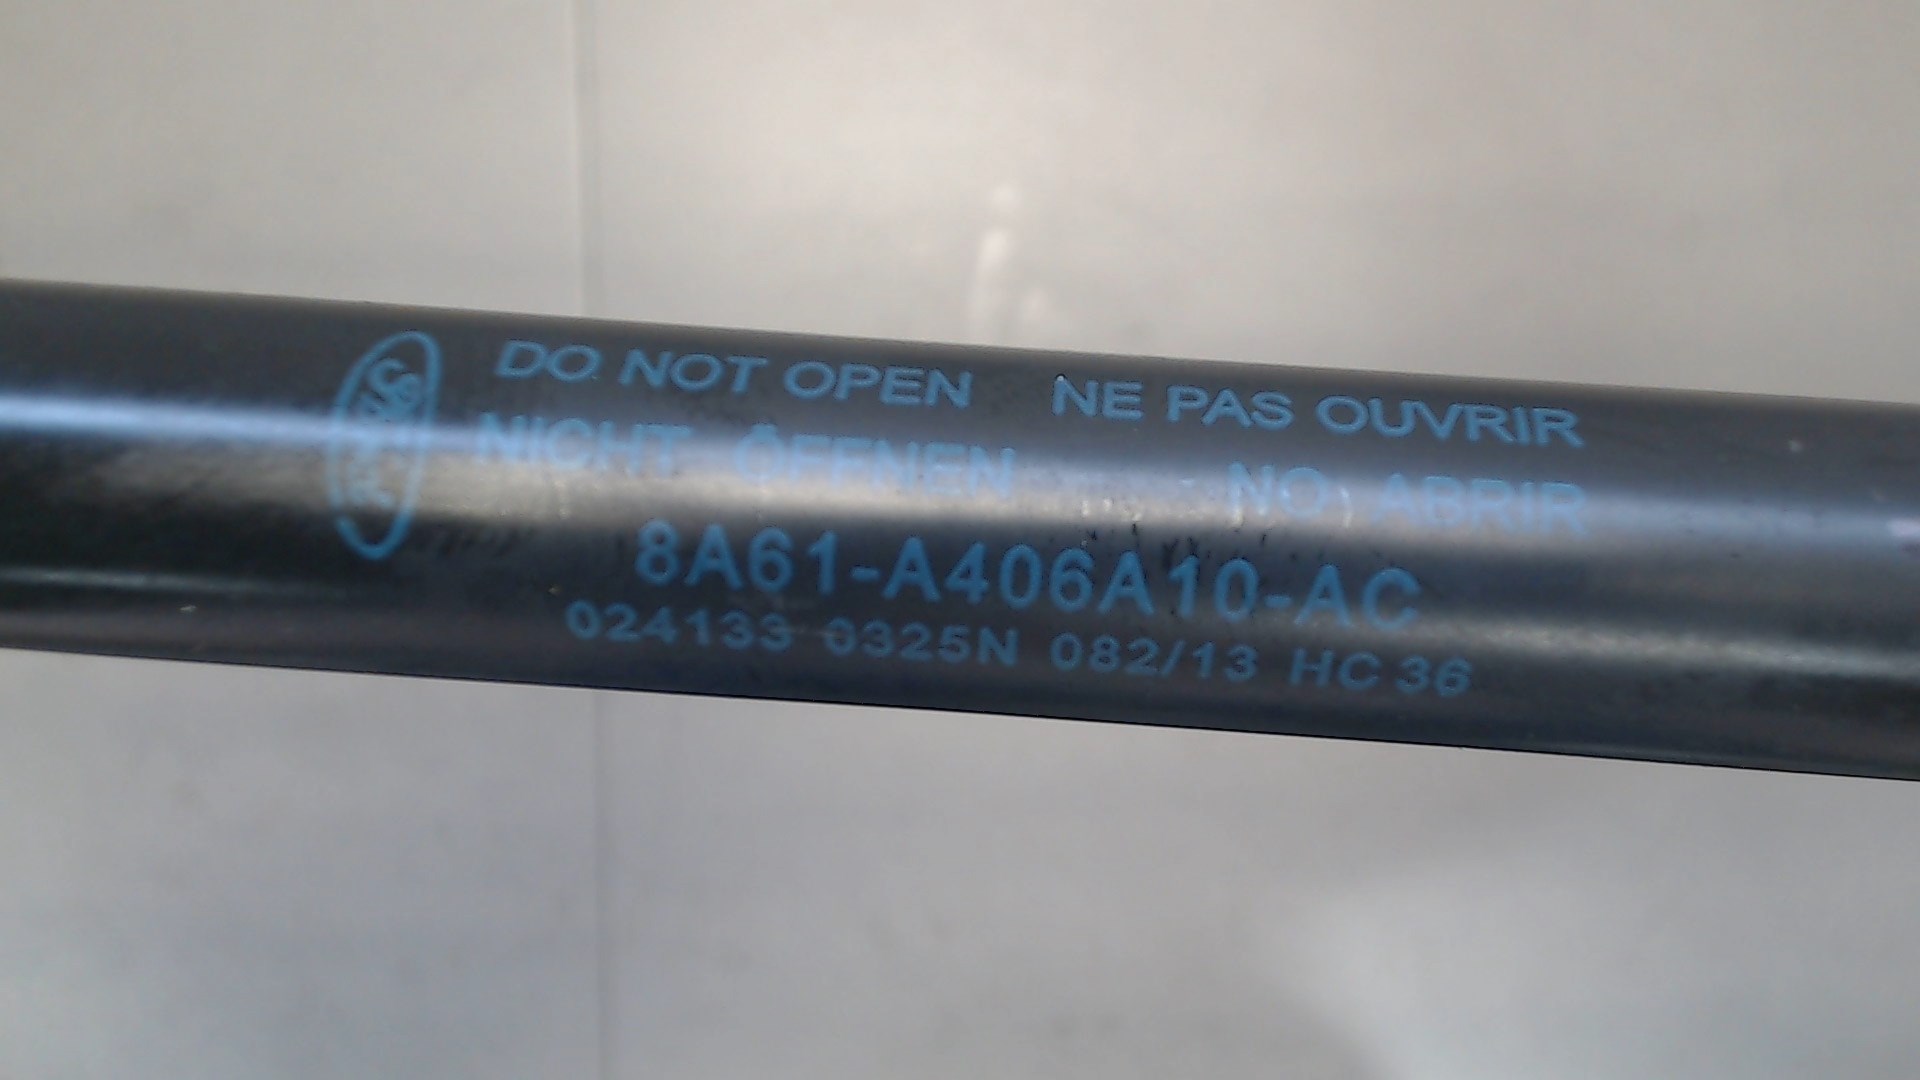 DO NOT OPEN NE PAS OUVRIR
NICHT ÖFFNEN NO ABRIR
8A61-A406A10-AC
024133 0325N 082/13 HC 36